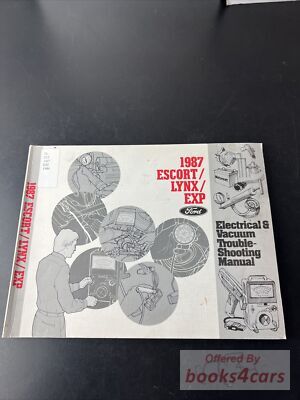 1987 ESCORT/LYNX/EXP
1987
ESCORT/
LYNX/
EXP
Ford
Electrical &
Vacuum
Trouble-
Shooting
Manual
Offered By
books4cars